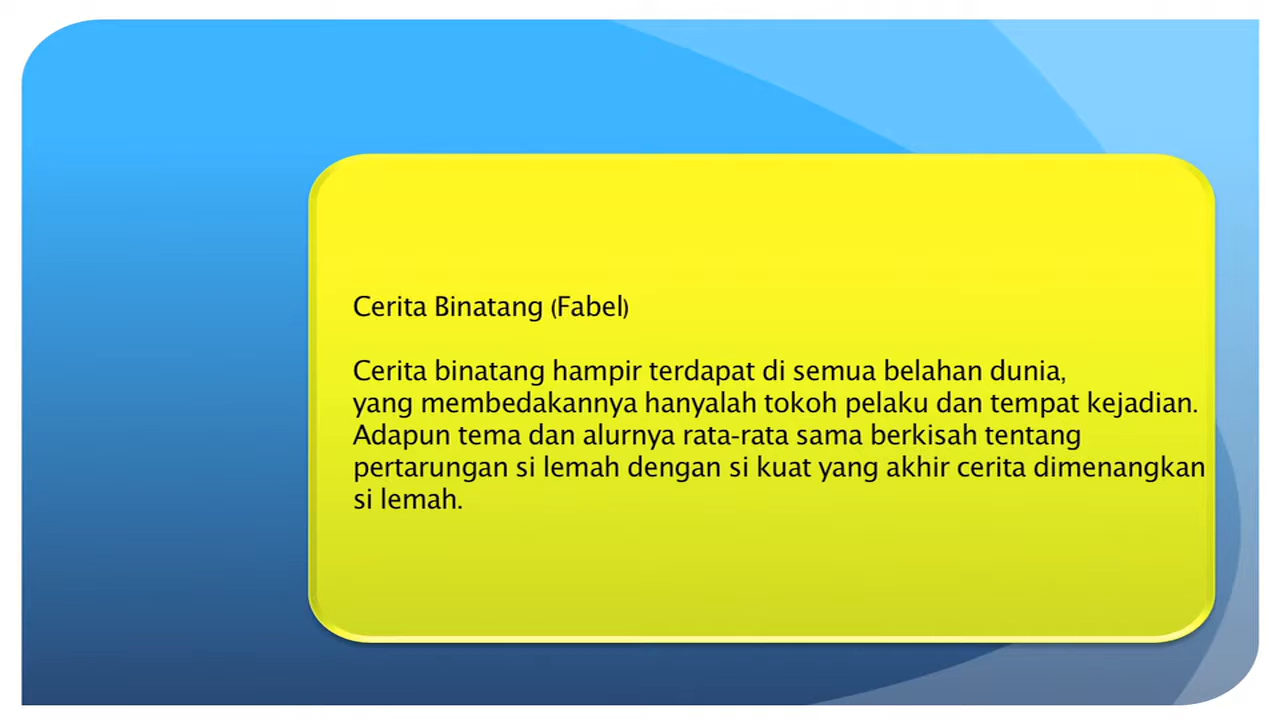 Cerita Binatang (Fabel)
Cerita binatang hampir terdapat di semua belahan dunia,
yang membedakannya hanyalah tokoh pelaku dan tempat kejadian.
Adapun tema dan alurnya rata-rata sama berkisah tentang
pertarungan si lemah dengan si kuat yang akhir cerita dimenangkan
si lemah.